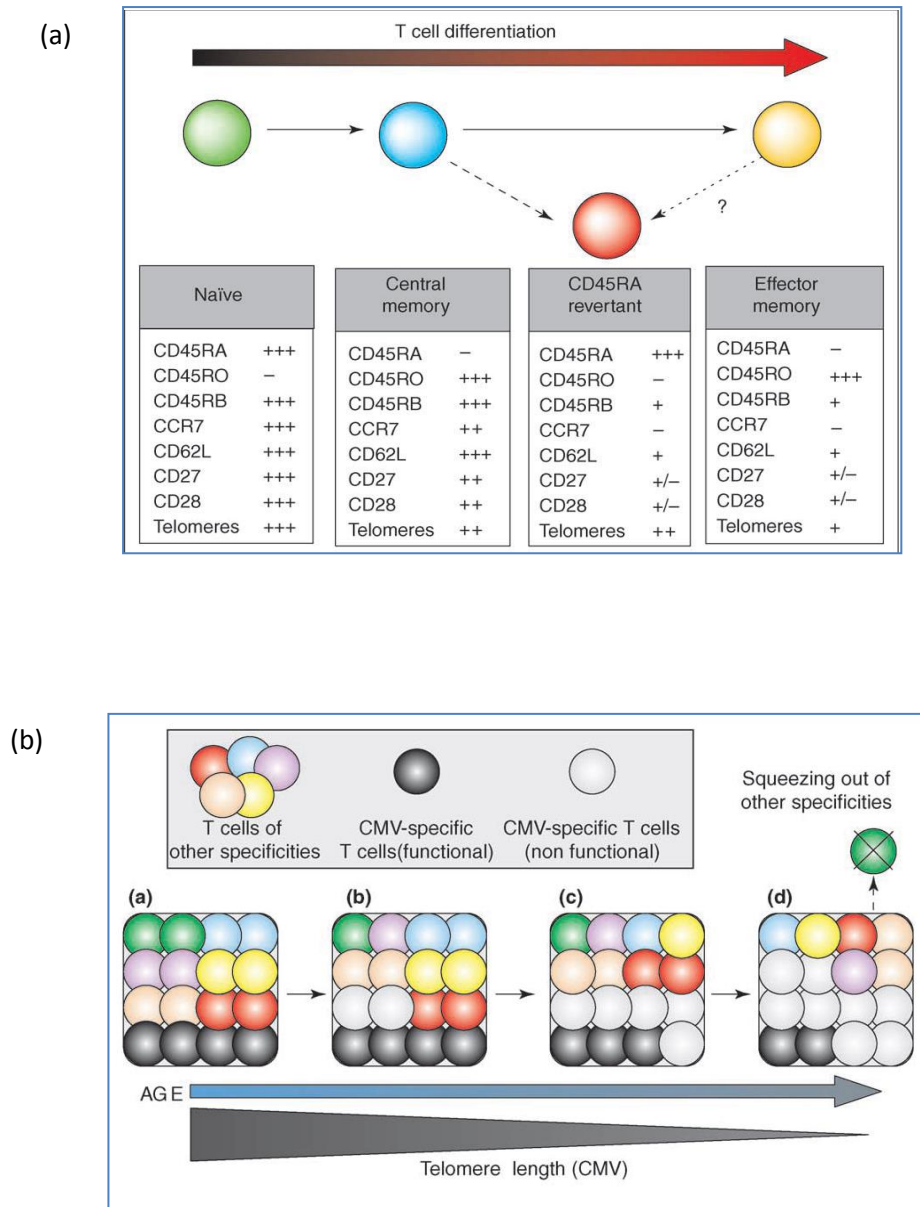 (a)
T cell differentiation
?
Naïve
CD45RA +++
CD45RO –
CD45RB +++
CCR7 +++
CD62L +++
CD27 +++
CD28 +++
Telomeres +++
Central
memory
CD45RA –
CD45RO +++
CD45RB +++
CCR7 ++
CD62L +++
CD27 ++
CD28 ++
Telomeres ++
CD45RA
revertant
CD45RA +++
CD45RO –
CD45RB +
CCR7 –
CD62L +
CD27 +/–
CD28 +/–
Telomeres ++
Effector
memory
CD45RA –
CD45RO +++
CD45RB +
CCR7 –
CD62L +
CD27 +/–
CD28 +/–
Telomeres +
(b)
T cells of
other specificities
CMV-specific
T cells(functional)
CMV-specific T cells
(non functional)
Squeezing out of
other specificities
(a)
(b)
(c)
(d)
AGE
Telomere length (CMV)